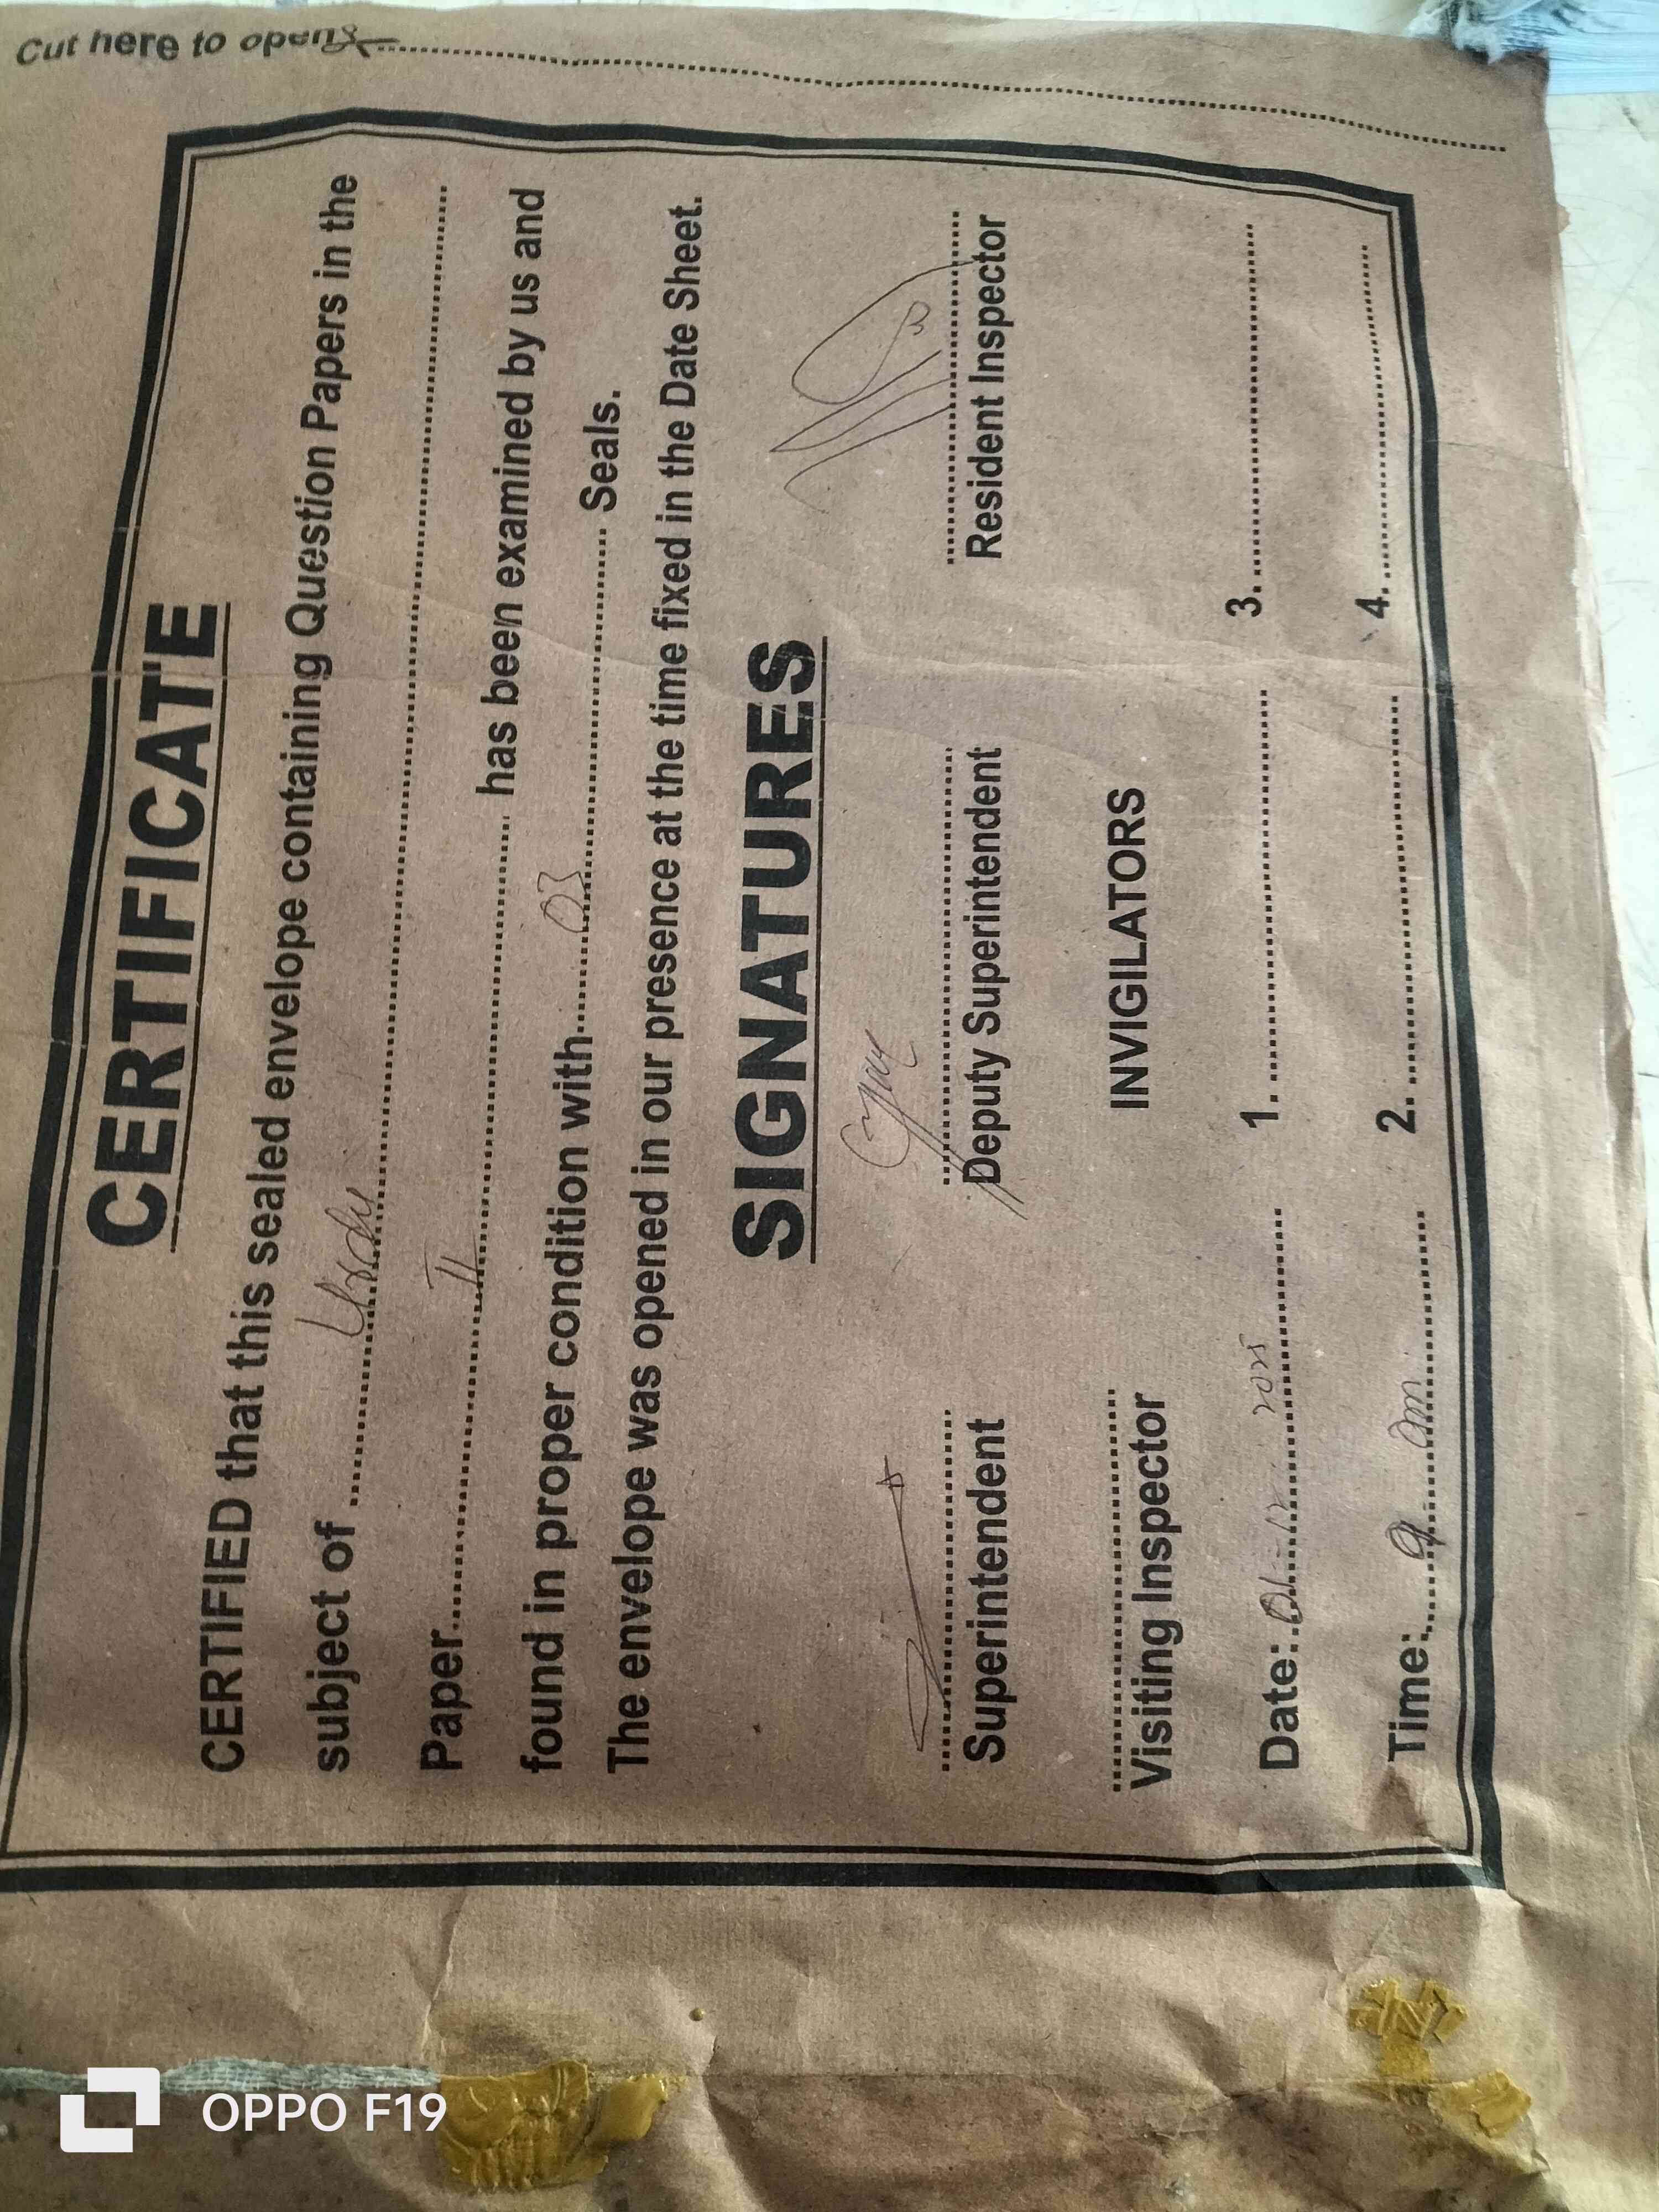 Cut here to open
CERTIFICATE
CERTIFIED that this sealed envelope containing Question Papers in the
subject of ........ Urdu ........
Paper ........ II ........ has been examined by us and
found in proper condition with ........ 03 ........ Seals.
The envelope was opened in our presence at the time fixed in the Date Sheet.
SIGNATURES
Superintendent Deputy Superintendent Resident Inspector
Visiting Inspector INVIGILATORS
Date: 01-12-2025 1. ........ 3. ........
Time: 9 am 2. ........ 4. ........
OPPO F19